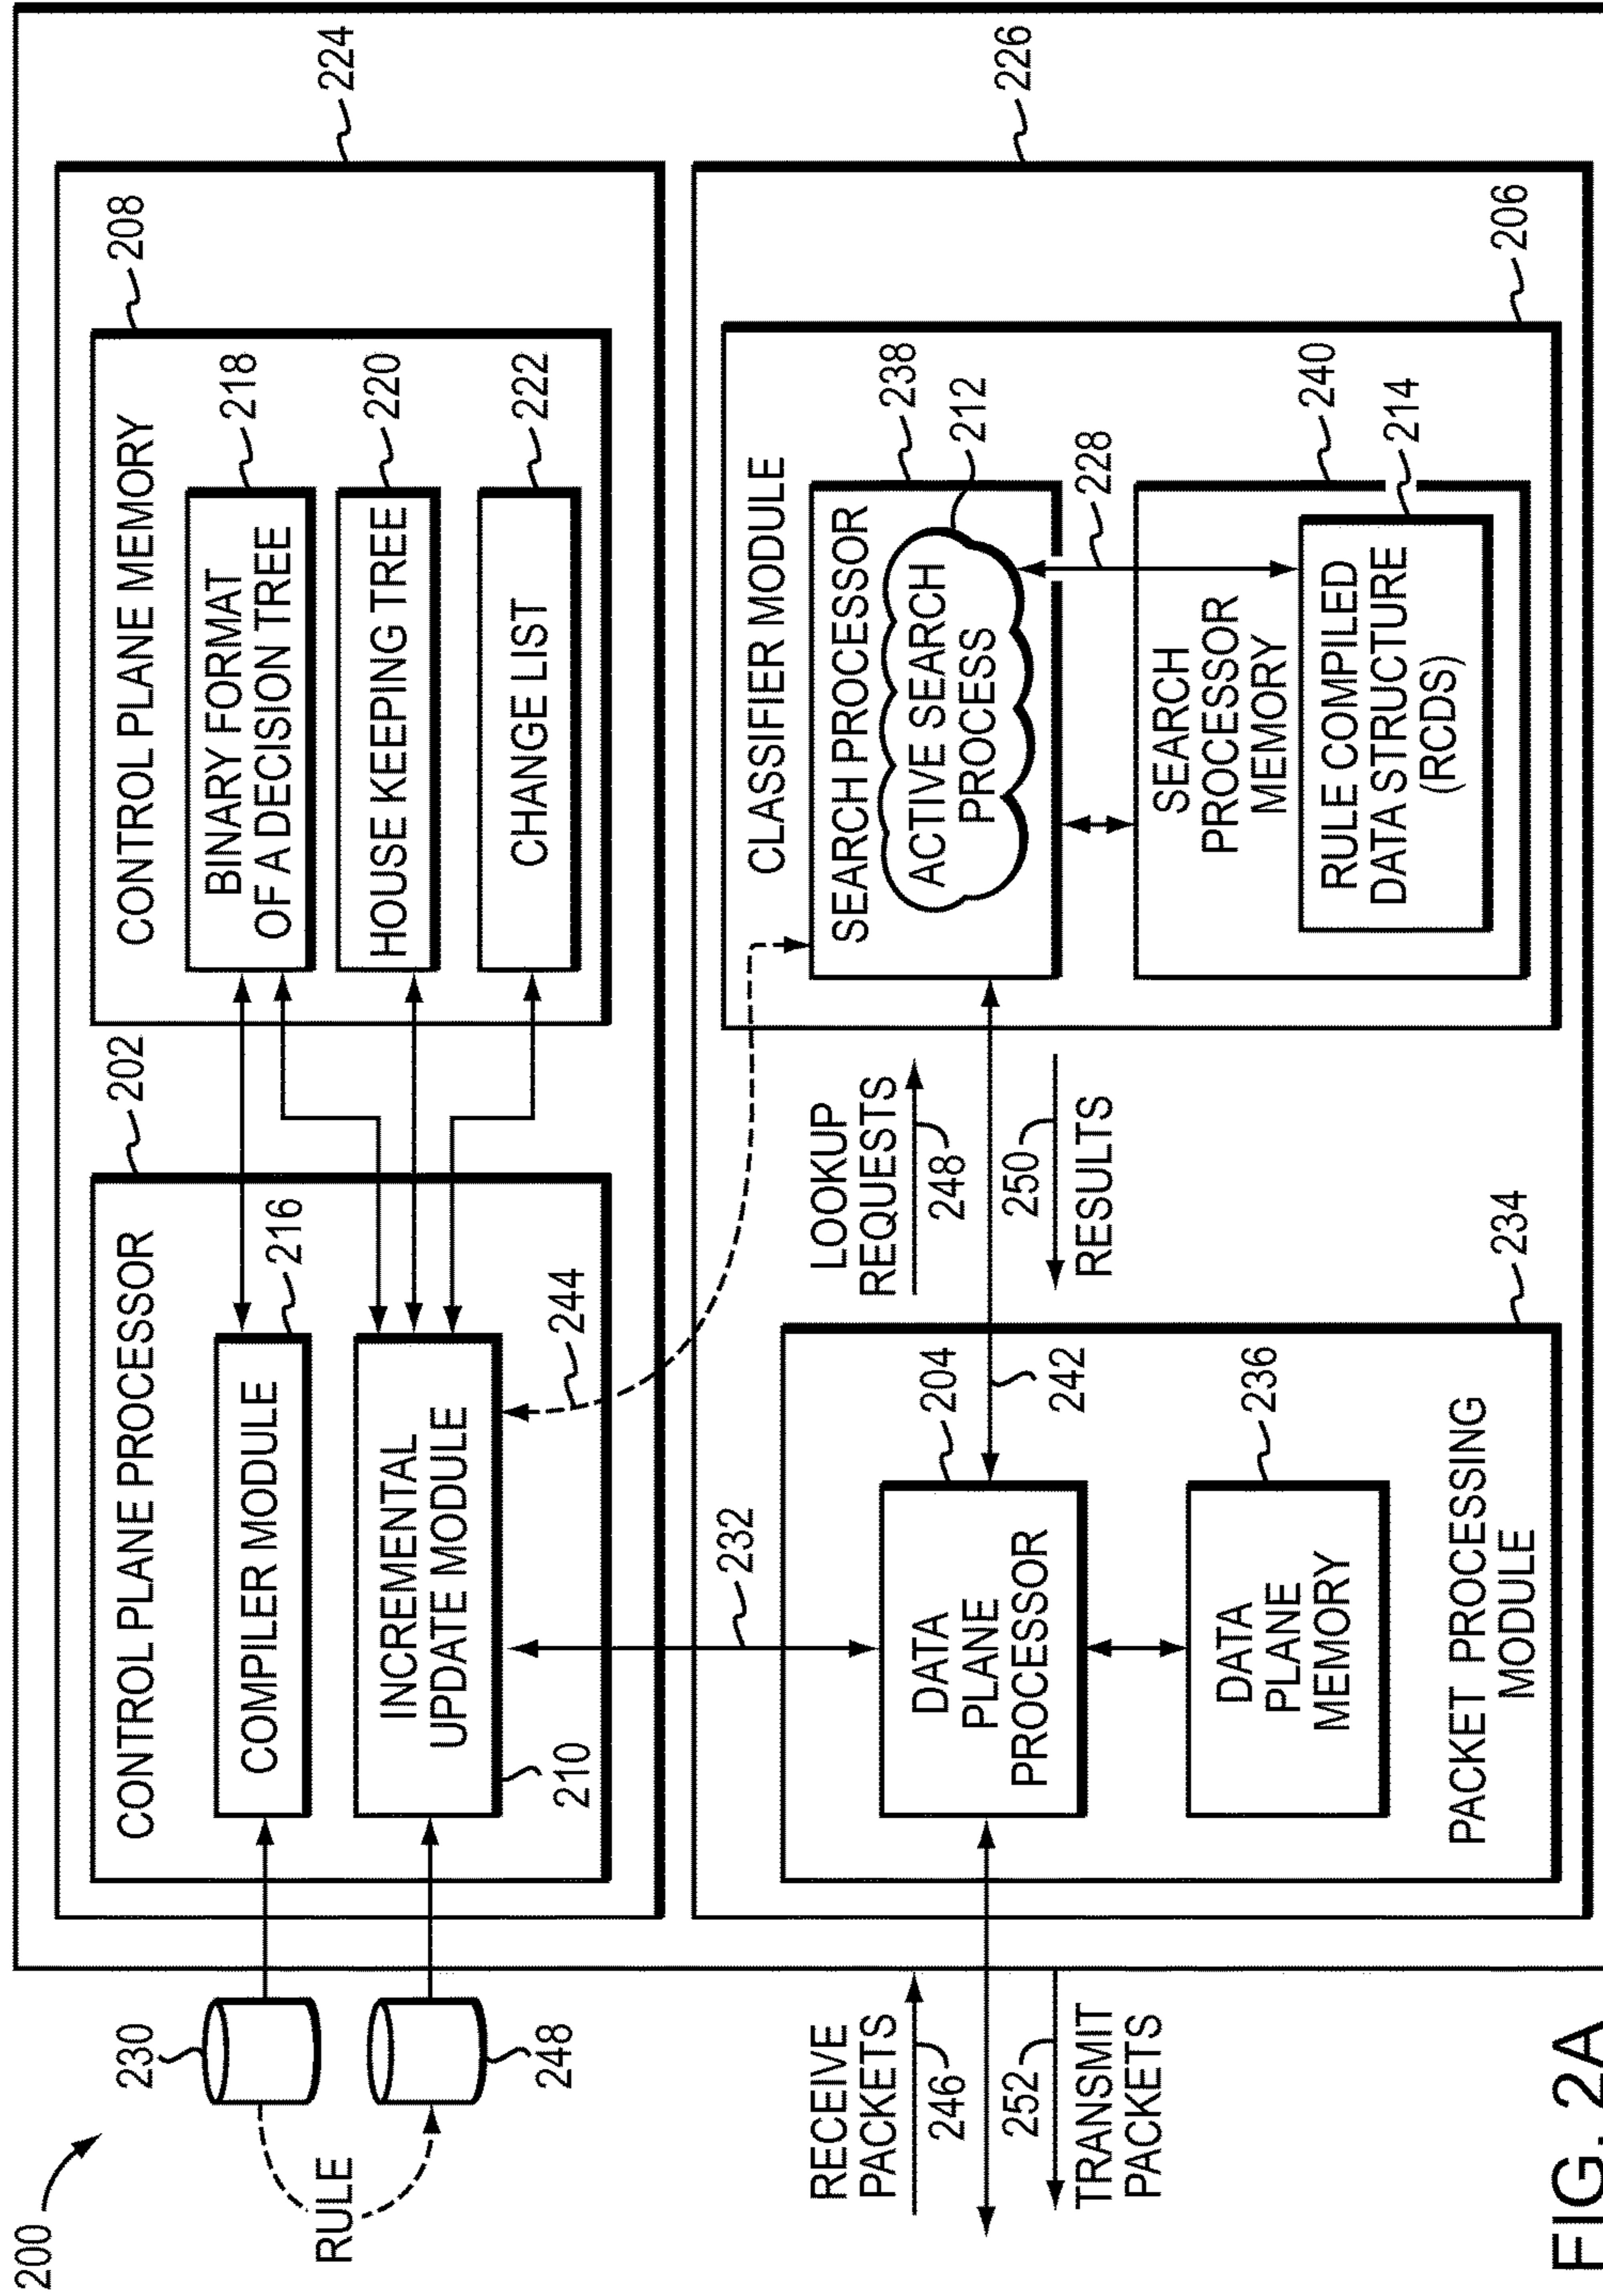 200
224
CONTROL PLANE PROCESSOR
202
CONTROL PLANE MEMORY
208
230
RULE
248
COMPILER MODULE
216
INCREMENTAL
UPDATE MODULE
210
244
BINARY FORMAT
OF A DECISION TREE
218
HOUSE KEEPING TREE
220
CHANGE LIST
222
226
232
RECEIVE
PACKETS
246
252
TRANSMIT
PACKETS
DATA
PLANE
PROCESSOR
204
242
DATA
PLANE
MEMORY
236
PACKET PROCESSING
MODULE
234
LOOKUP
REQUESTS
248
250
RESULTS
CLASSIFIER MODULE
206
SEARCH PROCESSOR
238
ACTIVE SEARCH
PROCESS
212
228
SEARCH
PROCESSOR
MEMORY
240
RULE COMPILED
DATA STRUCTURE
(RCDS)
214
FIG. 2A